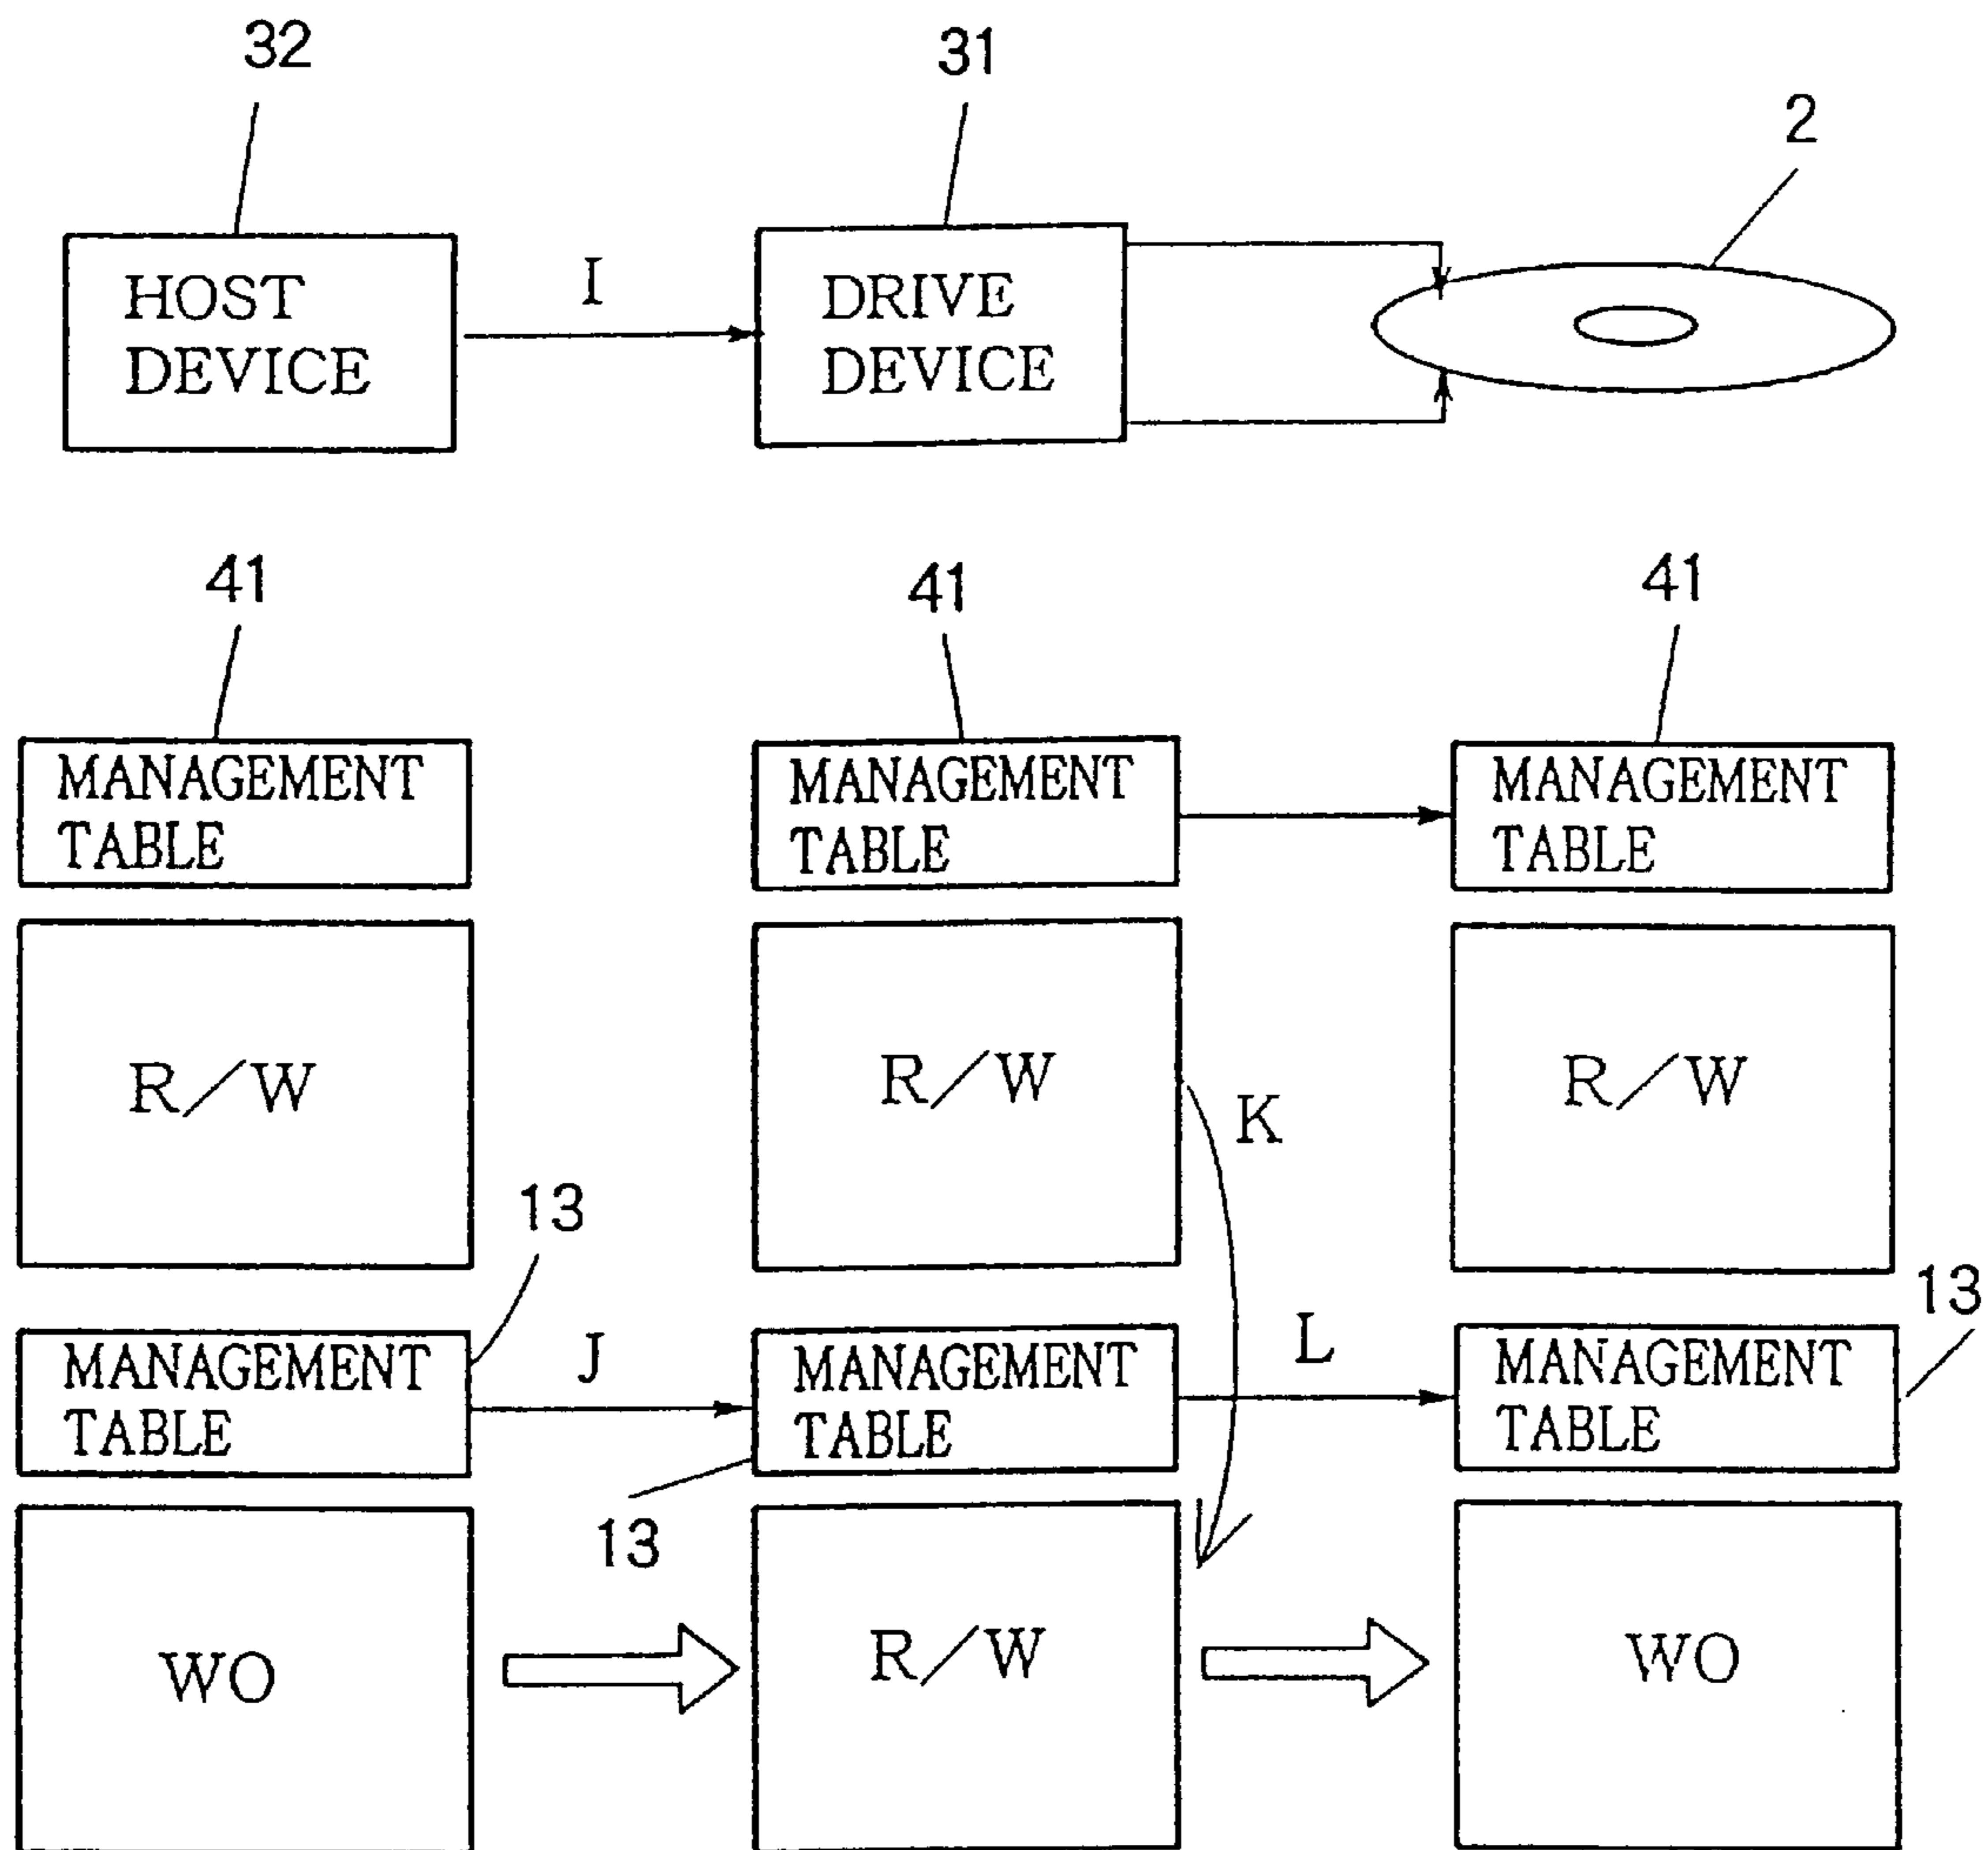 32
31
2
HOST
DEVICE
I
DRIVE
DEVICE
41
41
41
MANAGEMENT
TABLE
MANAGEMENT
TABLE
MANAGEMENT
TABLE
R/W
R/W
R/W
K
13
13
MANAGEMENT
TABLE
J
MANAGEMENT
TABLE
L
MANAGEMENT
TABLE
13
WO
R/W
WO